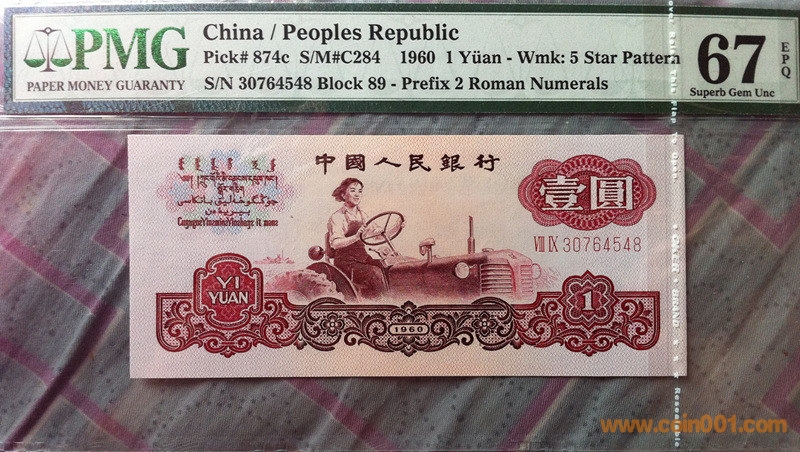 PMG
PAPER MONEY GUARANTY
China / Peoples Republic
Pick# 874c S/M#C284 1960 1 Yüan - Wmk: 5 Star Pattern
S/N 30764548 Block 89 - Prefix 2 Roman Numerals
67
EPQ
Superb Gem Unc
中國人民銀行
壹圓
VIII IX 30764548
YI
YUAN
1960
1
www.coin001.com